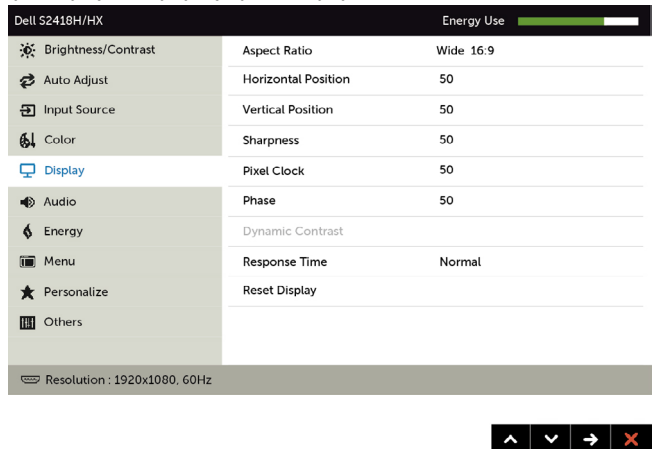 Dell S2418H/HX Energy Use
Brightness/Contrast
Auto Adjust
Input Source
Color
Display
Audio
Energy
Menu
Personalize
Others
Aspect Ratio Wide 16:9
Horizontal Position 50
Vertical Position 50
Sharpness 50
Pixel Clock 50
Phase 50
Dynamic Contrast
Response Time Normal
Reset Display
Resolution : 1920x1080, 60Hz